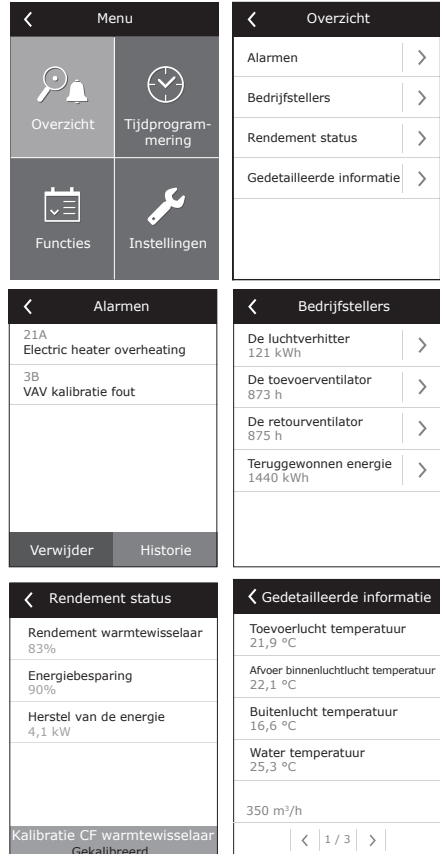 Menu
Overzicht
Tijdprogram-
mering
Functies
Instellingen
Overzicht
Alarmen
Bedrijfstellers
Rendement status
Gedetailleerde informatie
Alarmen
21A
Electric heater overheating
3B
VAV kalibratie fout
Verwijder
Historie
Bedrijfstellers
De luchtverhitter
121 kWh
De toevoerventilator
873 h
De retourventilator
875 h
Teruggewonnen energie
1440 kWh
Rendement status
Rendement warmtewisselaar
83%
Energiebesparing
90%
Herstel van de energie
4,1 kW
Kalibratie CF warmtewisselaar
Gekalibreerd
Gedetailleerde informatie
Toevoerlucht temperatuur
21,9 °C
Afvoer binnenluchtlucht temperatuur
22,1 °C
Buitenlucht temperatuur
16,6 °C
Water temperatuur
25,3 °C
350 m³/h
1 / 3